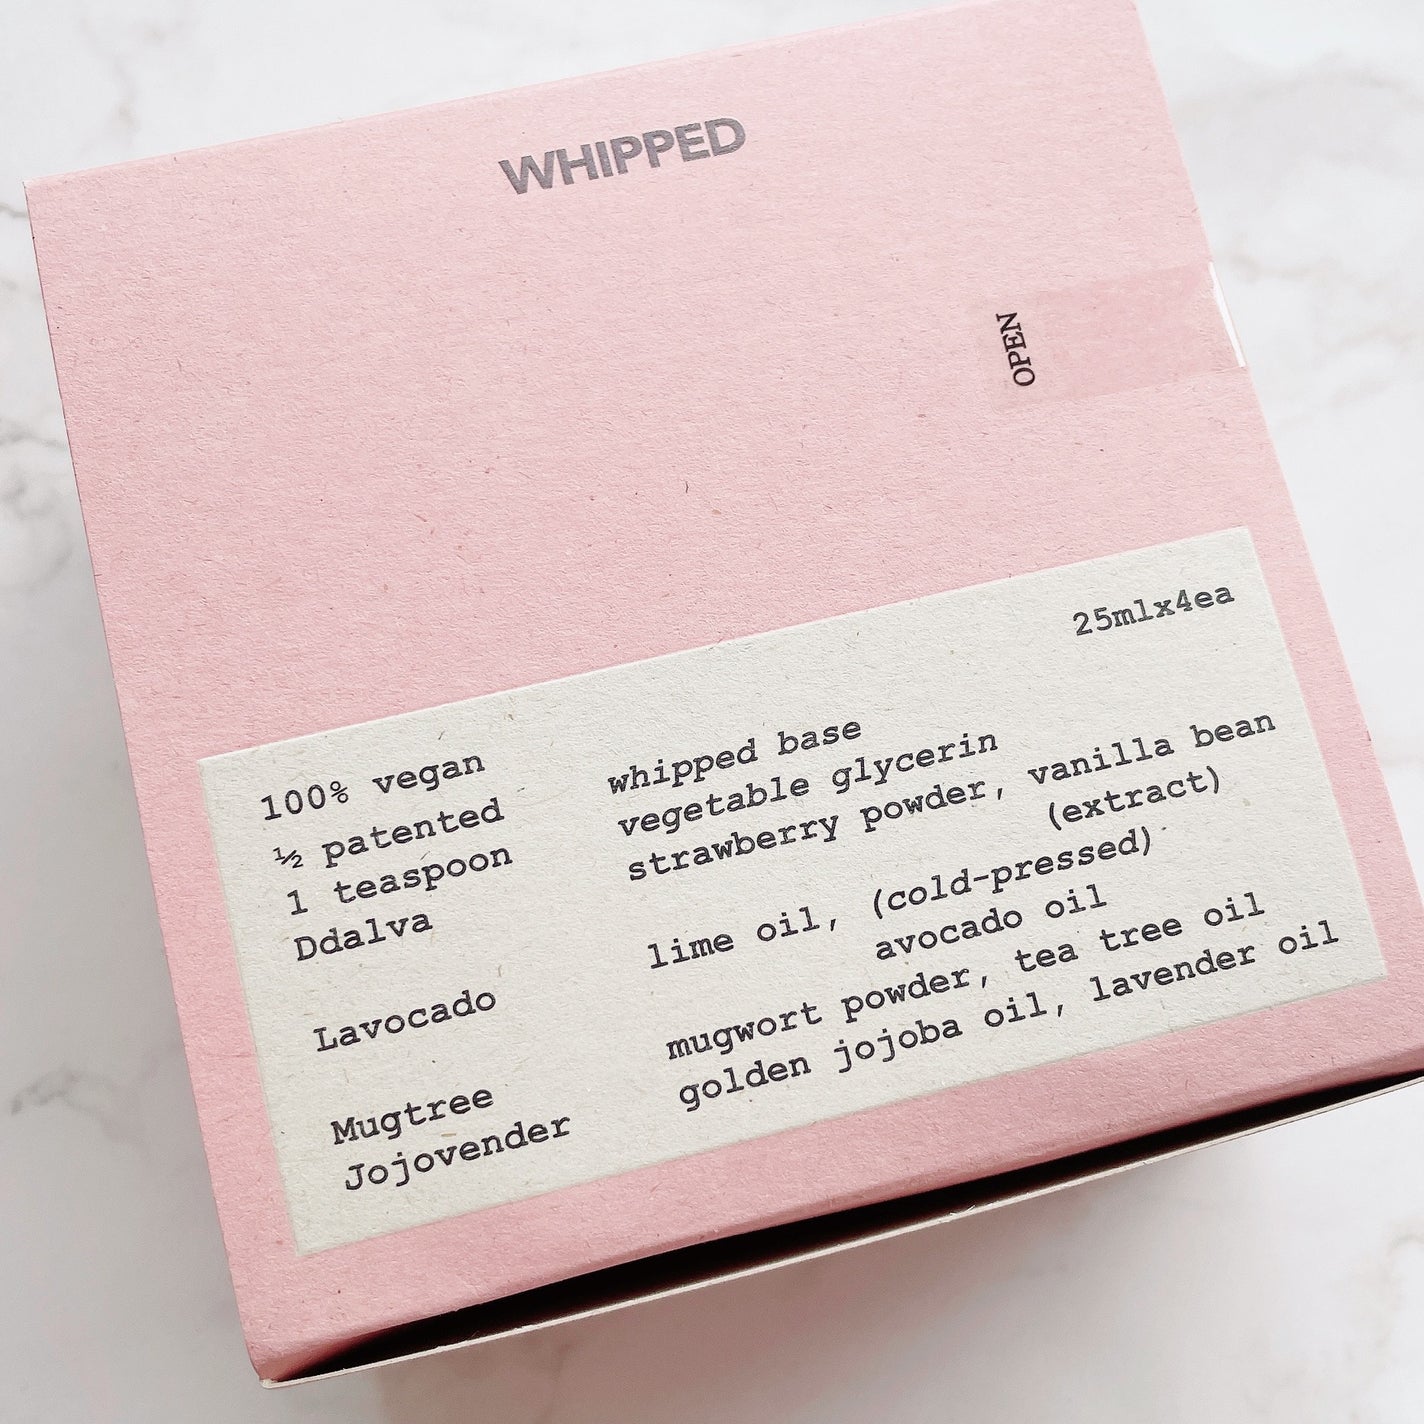 WHIPPED
OPEN
25mlx4ea
100% vegan whipped base
½ patented vegetable glycerin
1 teaspoon strawberry powder, vanilla bean
Ddalva (extract)
lime oil, (cold-pressed)
Lavocado avocado oil
mugwort powder, tea tree oil
Mugtree golden jojoba oil, lavender oil
Jojovender